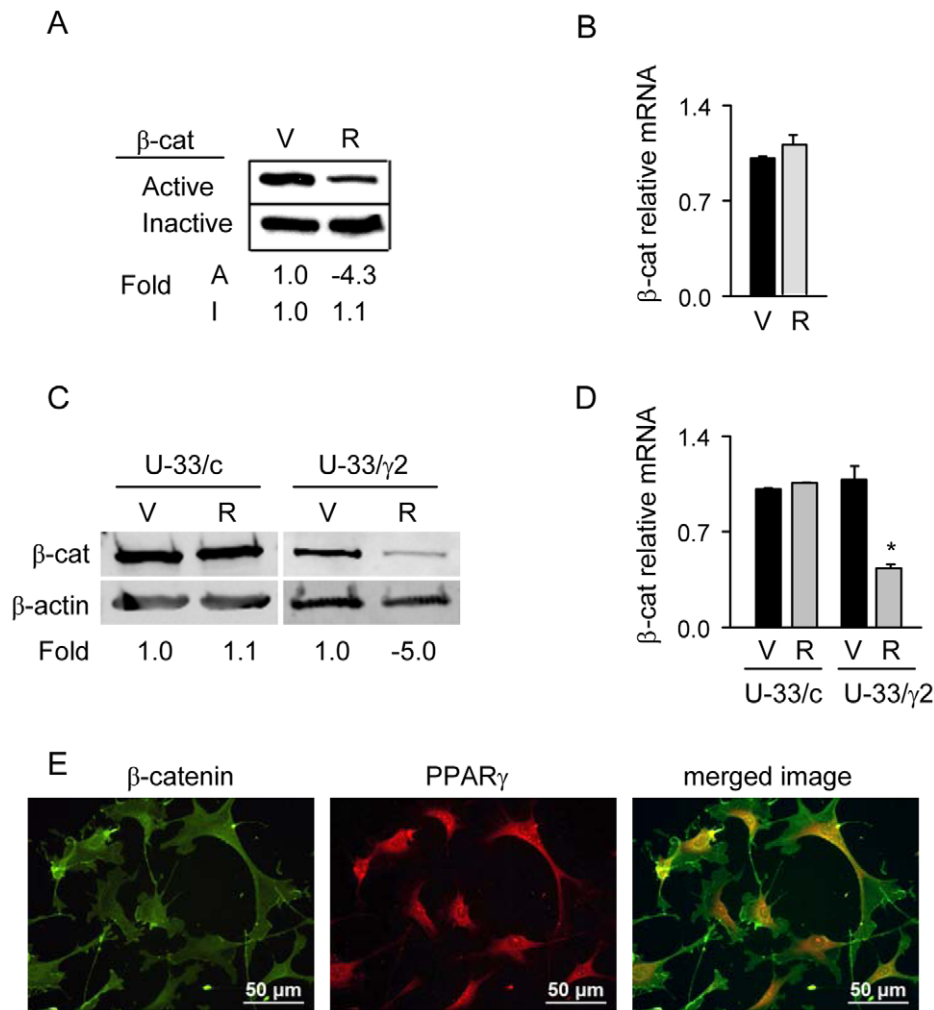 A
β-cat V R
Active
Inactive
Fold A 1.0 -4.3
I 1.0 1.1
B
β-cat relative mRNA
1.4
0.7
0.0
V R
C
U-33/c U-33/γ2
V R V R
β-cat
β-actin
Fold 1.0 1.1 1.0 -5.0
D
β-cat relative mRNA
1.4
0.7
0.0
*
V R V R
U-33/c U-33/γ2
E
β-catenin PPARγ merged image
50 µm 50 µm 50 µm